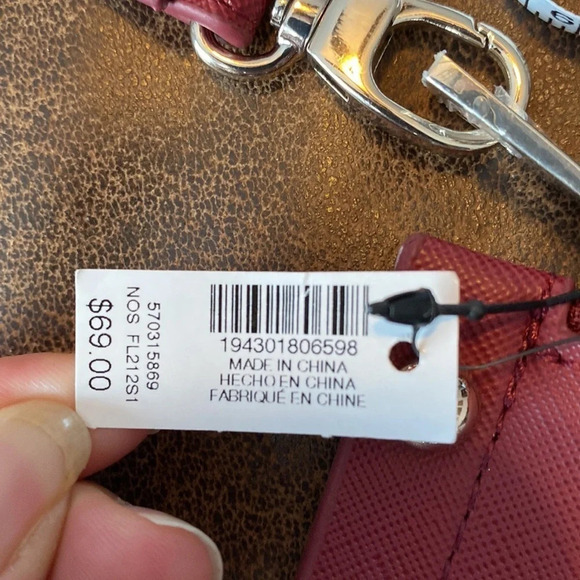 570315869
NOS FL212S1
$69.00
194301806598
MADE IN CHINA
HECHO EN CHINA
FABRIQUÉ EN CHINE